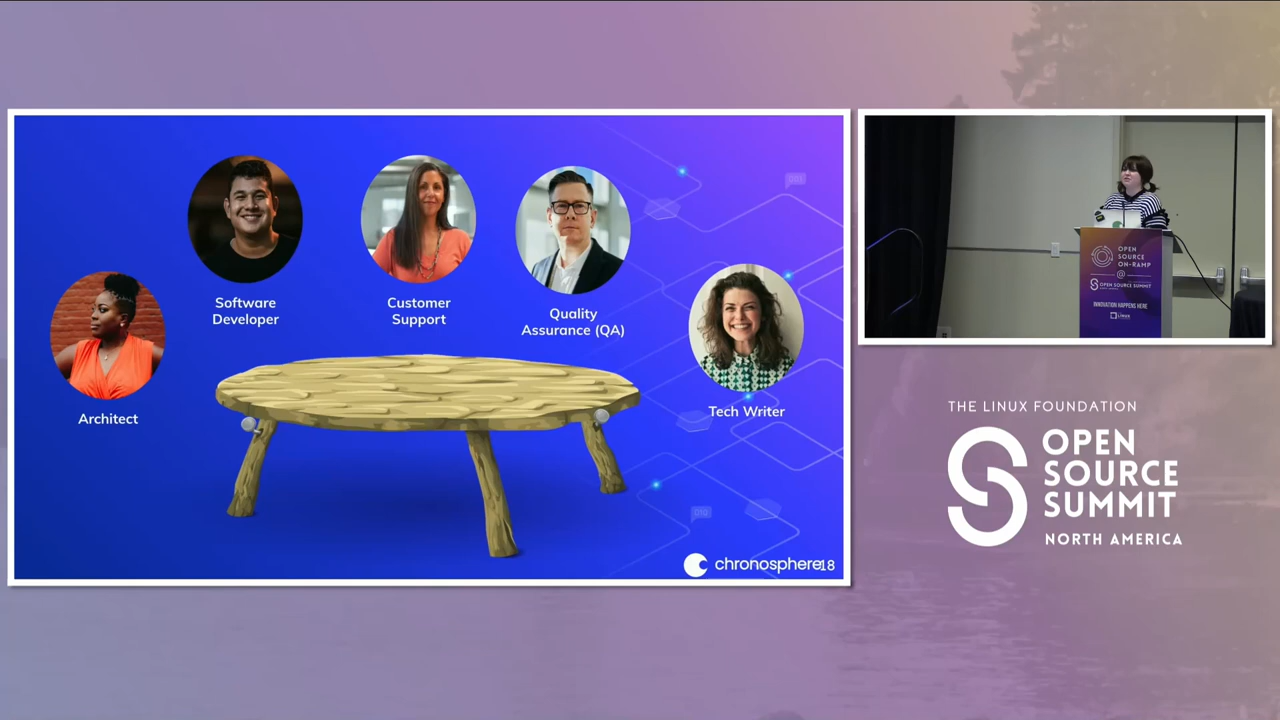 Software
Developer
Customer
Support
Quality
Assurance (QA)
Architect
Tech Writer
chronosphere
18
OPEN
SOURCE
ON-RAMP
@
OPEN SOURCE SUMMIT
INNOVATION HAPPENS HERE
LINUX
THE LINUX FOUNDATION
OPEN
SOURCE
SUMMIT
NORTH AMERICA